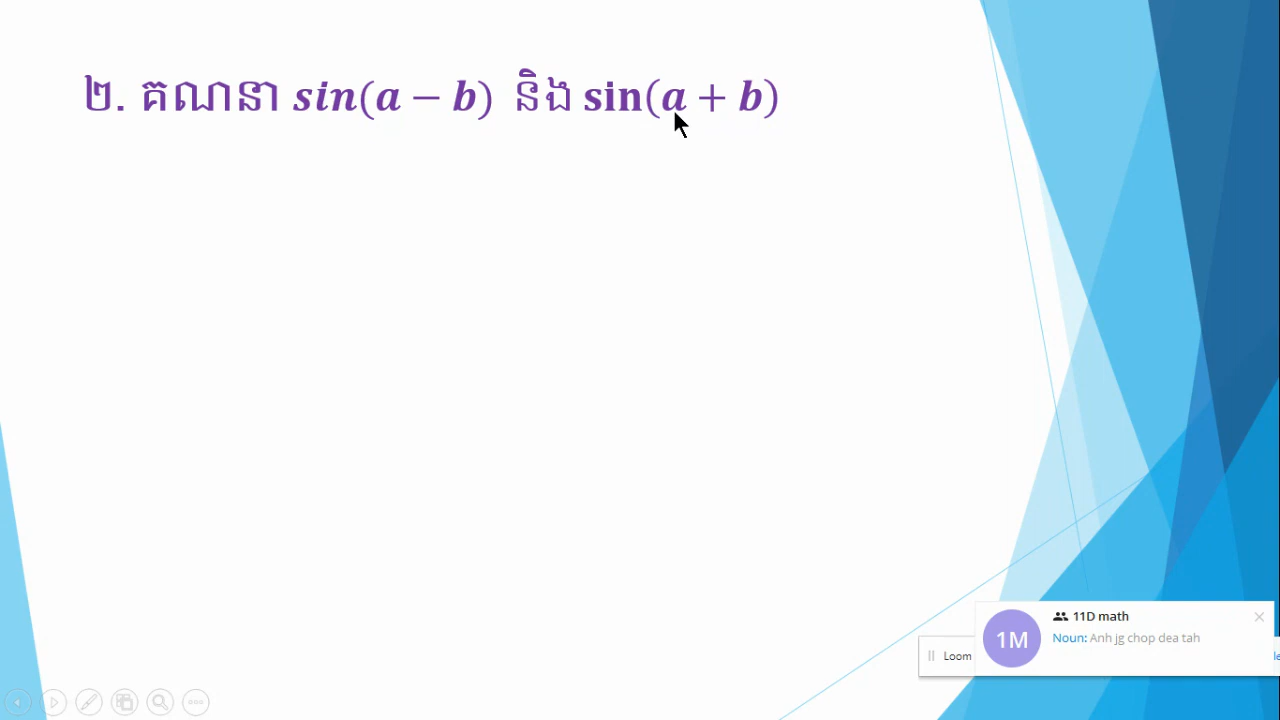 ២. គណនា sin(a − b) និង sin(a + b)
11D math
Noun: Anh jg chop dea tah
1M
Loom